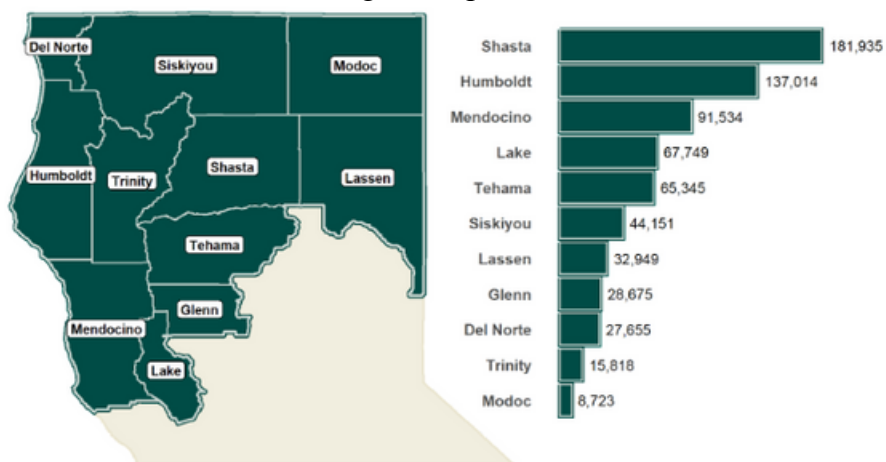 Del Norte
Siskiyou
Modoc
Humboldt
Trinity
Shasta
Lassen
Tehama
Glenn
Mendocino
Lake
Shasta 181,935
Humboldt 137,014
Mendocino 91,534
Lake 67,749
Tehama 65,345
Siskiyou 44,151
Lassen 32,949
Glenn 28,675
Del Norte 27,655
Trinity 15,818
Modoc 8,723